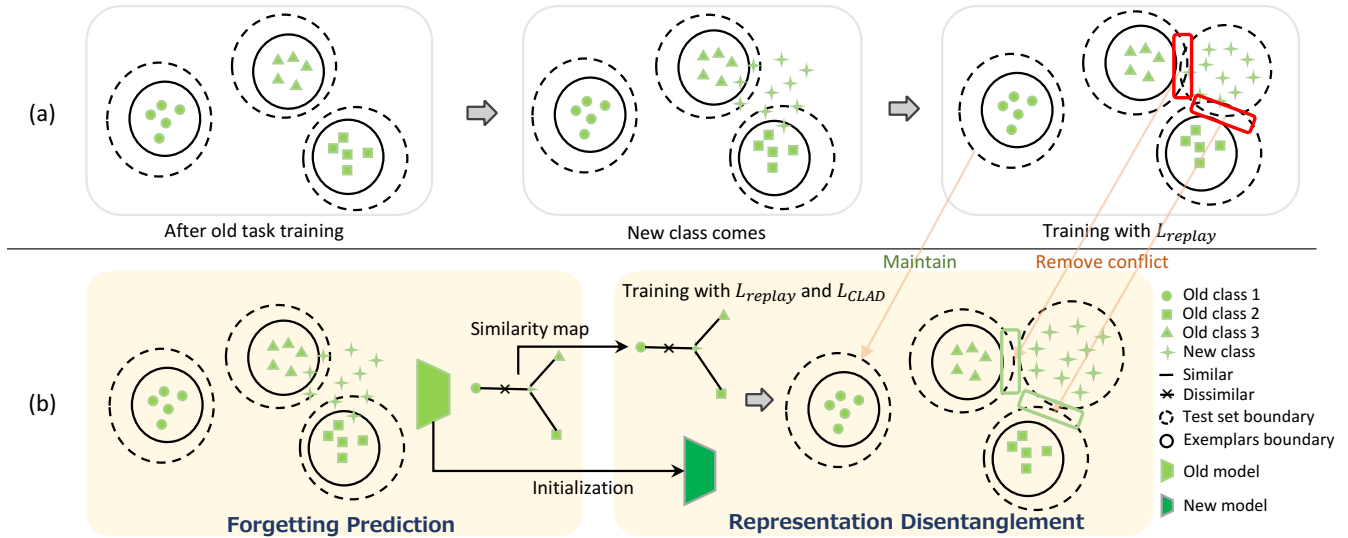 (a)
After old task training
New class comes
Training with L_replay
Maintain
Remove conflict
(b)
Training with L_replay and L_CLAD
Similarity map
Initialization
Forgetting Prediction
Representation Disentanglement
Old class 1
Old class 2
Old class 3
New class
Similar
Dissimilar
Test set boundary
Exemplars boundary
Old model
New model